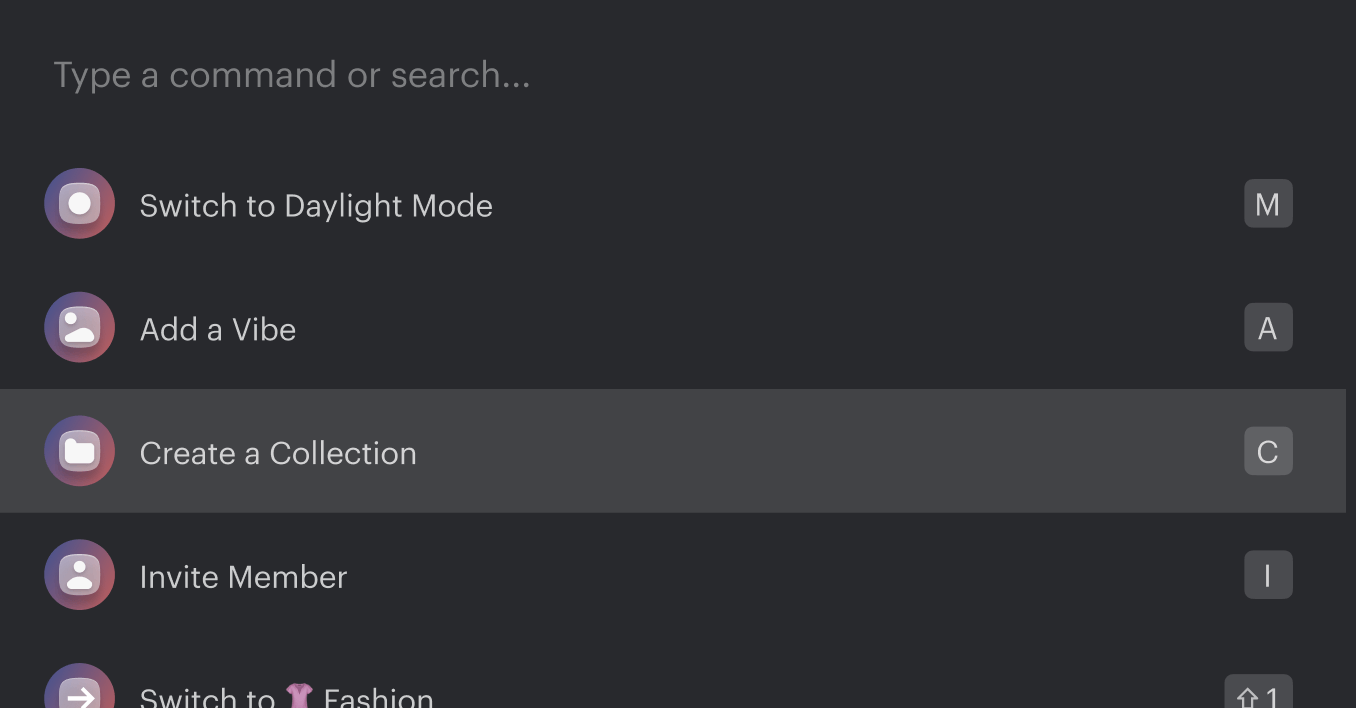 Type a command or search...
Switch to Daylight Mode M
Add a Vibe A
Create a Collection C
Invite Member I
Switch to 👚 Fashion ⇧1